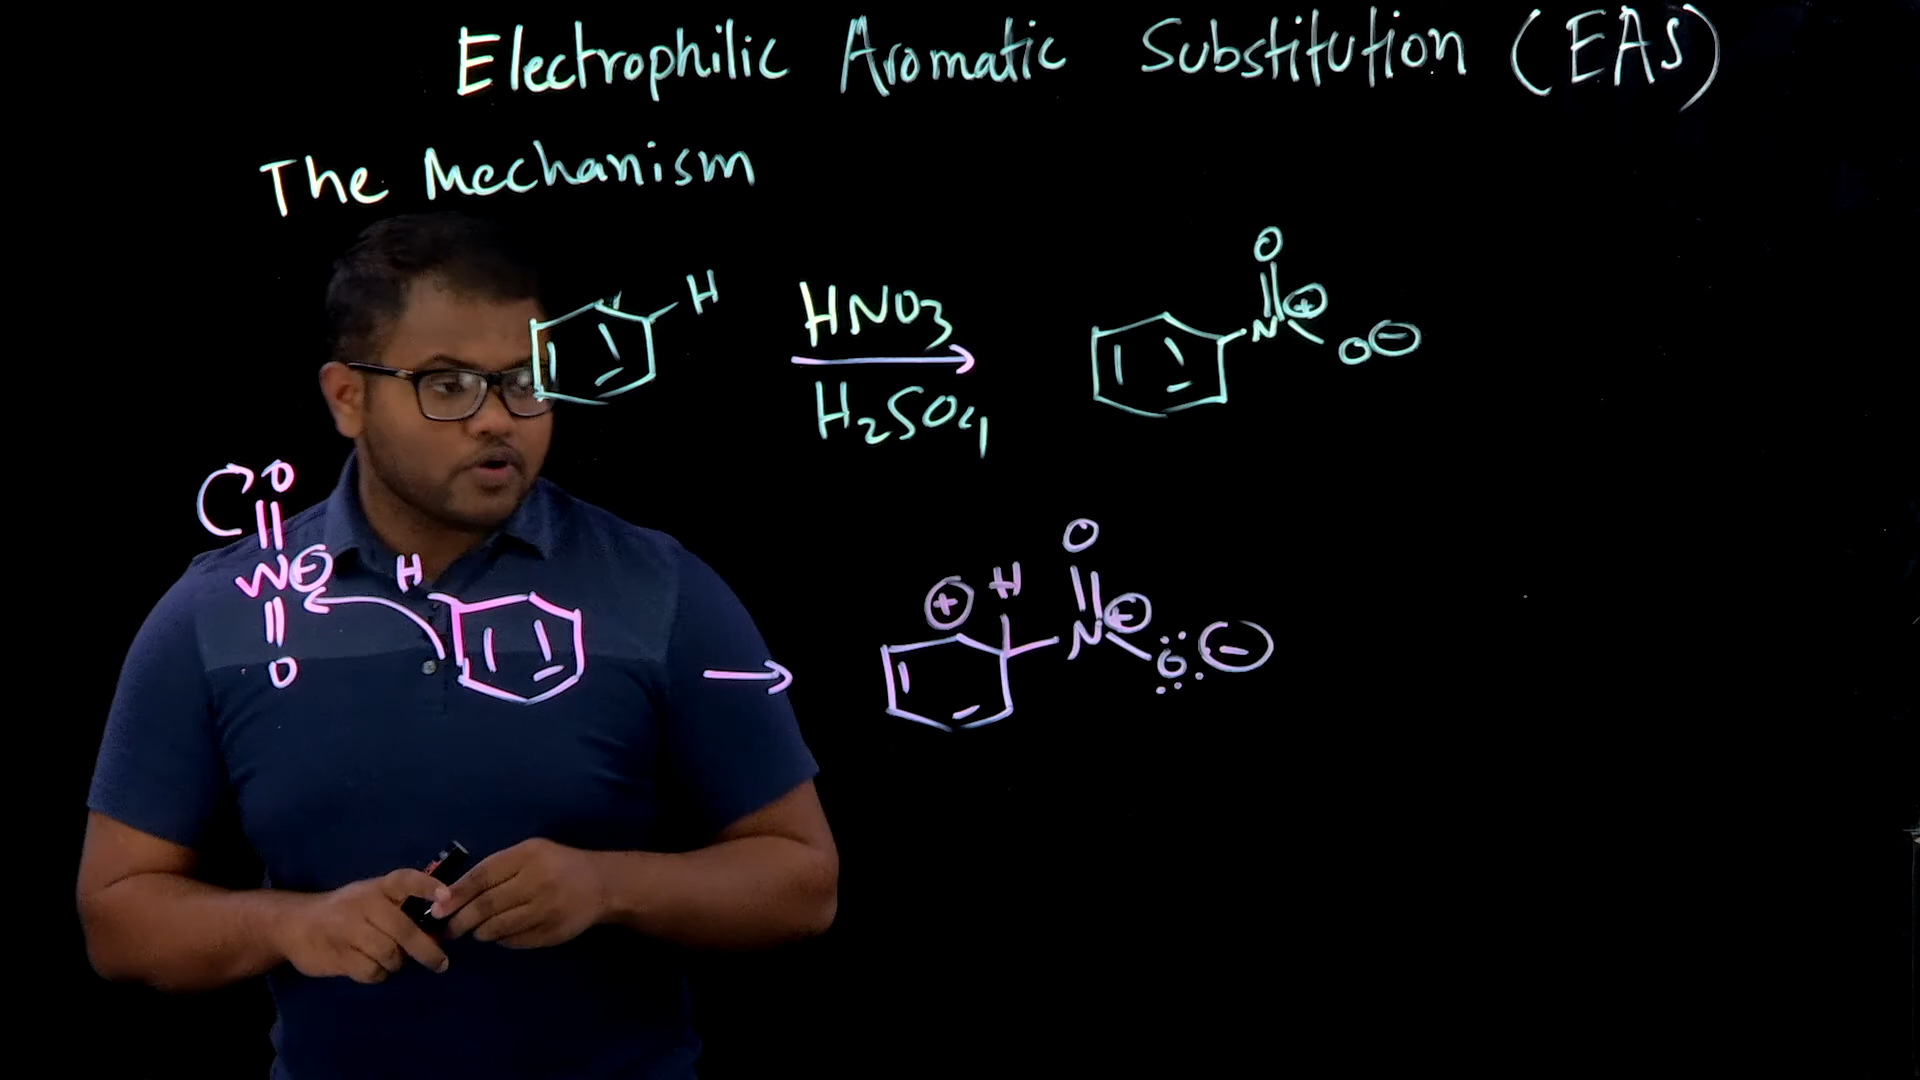 Electrophilic Aromatic Substitution (EAS)
The Mechanism
H HNO3 O
N ⊕ O ⊖
H2SO4
O O
N ⊕ H ⊕ H N ⊕ O ⊖
O